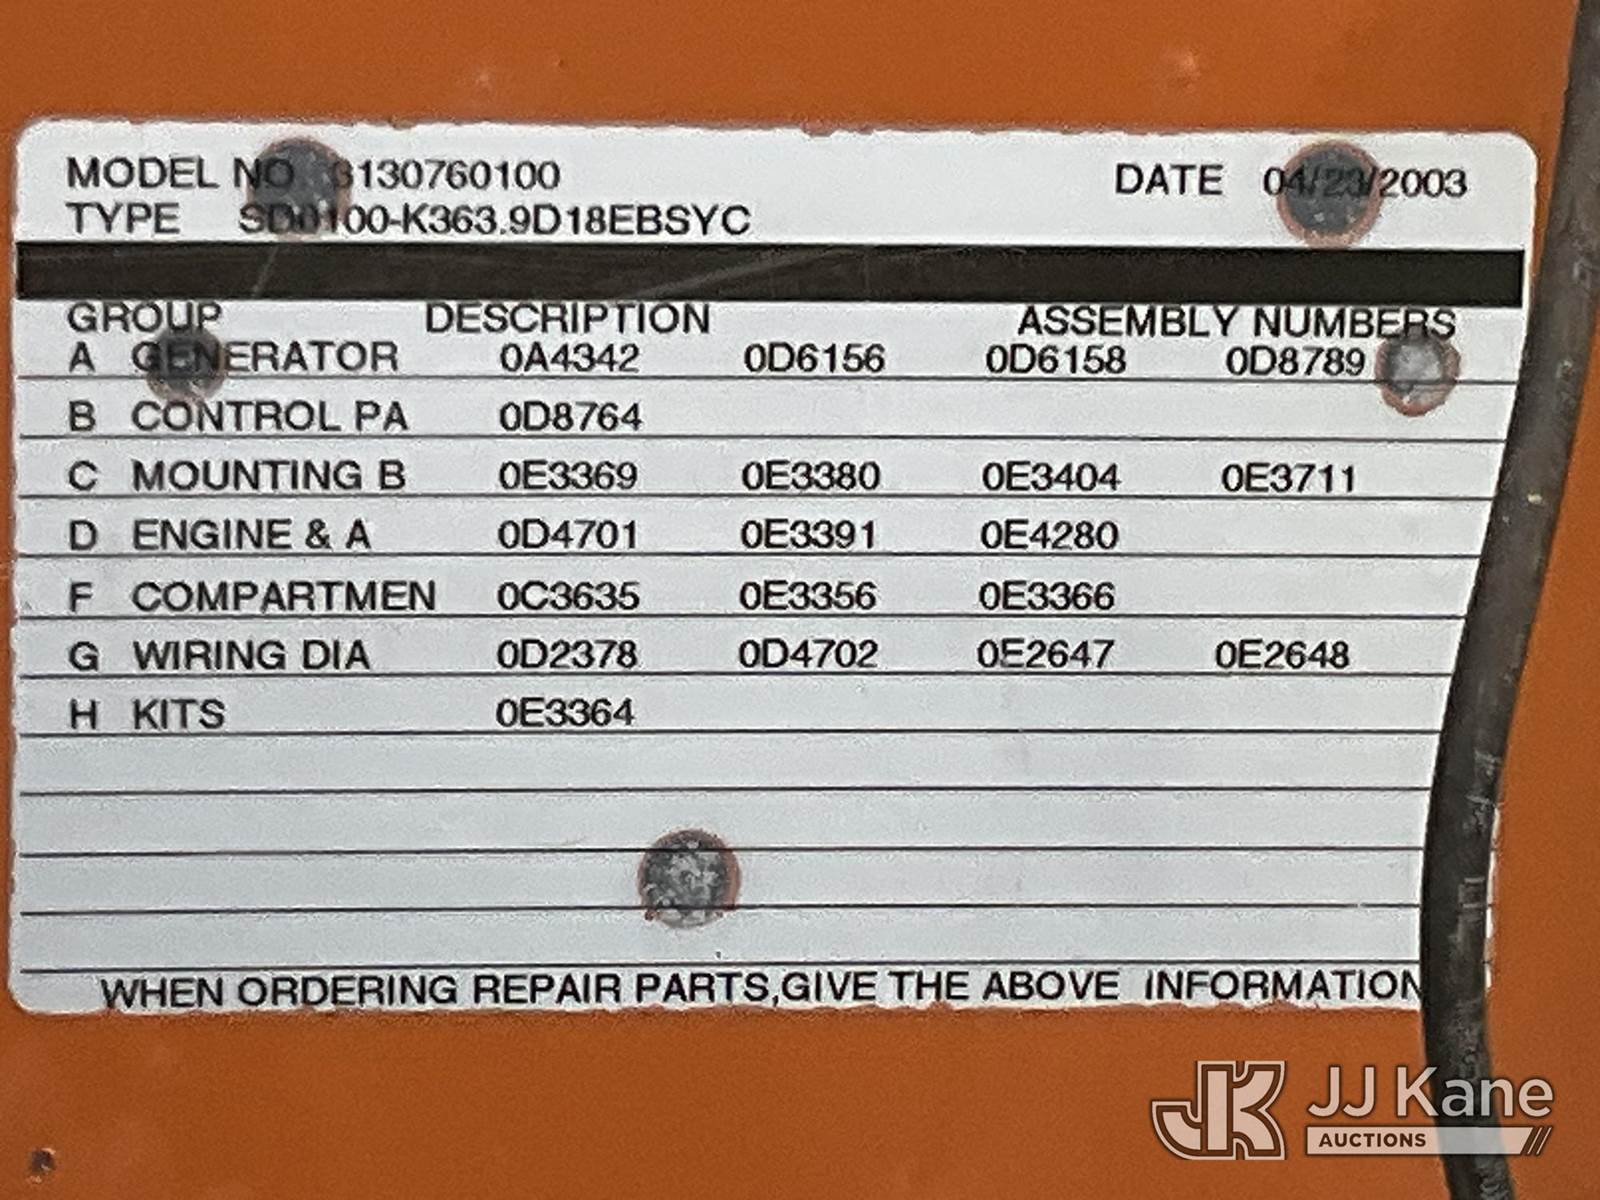 MODEL NO 3130760100 DATE 04/23/2003
TYPE SD0100-K363.9D18EBSYC
GROUP DESCRIPTION ASSEMBLY NUMBERS
A GENERATOR 0A4342 0D6156 0D6158 0D8789
B CONTROL PA 0D8764
C MOUNTING B 0E3369 0E3380 0E3404 0E3711
D ENGINE & A 0D4701 0E3391 0E4280
F COMPARTMEN 0C3635 0E3356 0E3366
G WIRING DIA 0D2378 0D4702 0E2647 0E2648
H KITS 0E3364
WHEN ORDERING REPAIR PARTS,GIVE THE ABOVE INFORMATION
JK JJ Kane
AUCTIONS